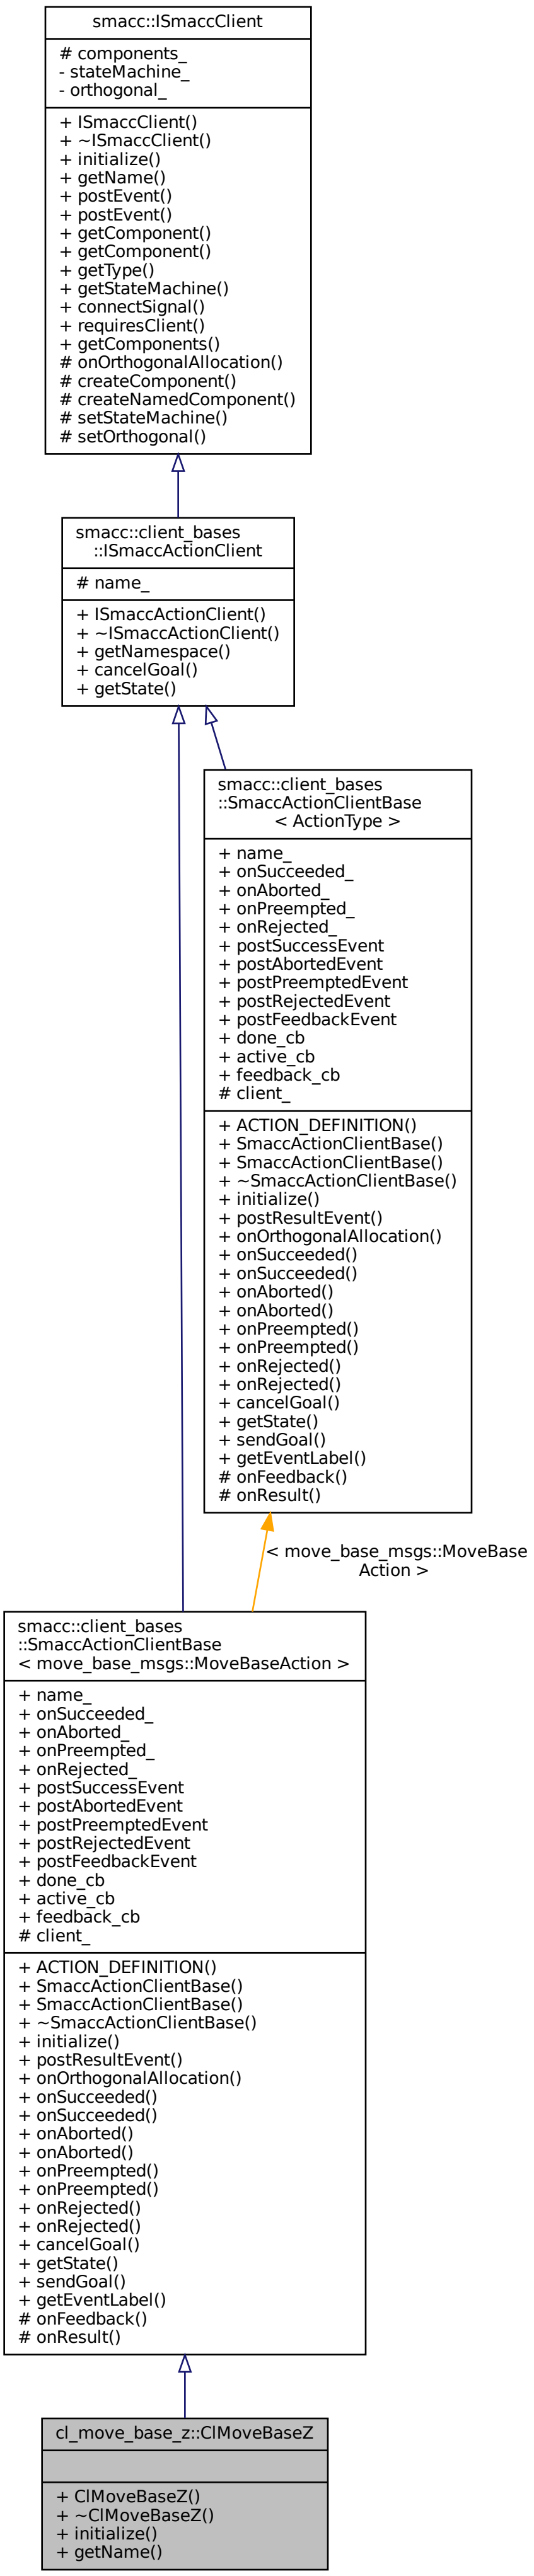 smacc::ISmaccClient
# components_
- stateMachine_
- orthogonal_
+ ISmaccClient()
+ ~ISmaccClient()
+ initialize()
+ getName()
+ postEvent()
+ postEvent()
+ getComponent()
+ getComponent()
+ getType()
+ getStateMachine()
+ connectSignal()
+ requiresClient()
+ getComponents()
# onOrthogonalAllocation()
# createComponent()
# createNamedComponent()
# setStateMachine()
# setOrthogonal()
smacc::client_bases
::ISmaccActionClient
# name_
+ ISmaccActionClient()
+ ~ISmaccActionClient()
+ getNamespace()
+ cancelGoal()
+ getState()
smacc::client_bases
::SmaccActionClientBase
< ActionType >
+ name_
+ onSucceeded_
+ onAborted_
+ onPreempted_
+ onRejected_
+ postSuccessEvent
+ postAbortedEvent
+ postPreemptedEvent
+ postRejectedEvent
+ postFeedbackEvent
+ done_cb
+ active_cb
+ feedback_cb
# client_
+ ACTION_DEFINITION()
+ SmaccActionClientBase()
+ SmaccActionClientBase()
+ ~SmaccActionClientBase()
+ initialize()
+ postResultEvent()
+ onOrthogonalAllocation()
+ onSucceeded()
+ onSucceeded()
+ onAborted()
+ onAborted()
+ onPreempted()
+ onPreempted()
+ onRejected()
+ onRejected()
+ cancelGoal()
+ getState()
+ sendGoal()
+ getEventLabel()
# onFeedback()
# onResult()
< move_base_msgs::MoveBase
Action >
smacc::client_bases
::SmaccActionClientBase
< move_base_msgs::MoveBaseAction >
+ name_
+ onSucceeded_
+ onAborted_
+ onPreempted_
+ onRejected_
+ postSuccessEvent
+ postAbortedEvent
+ postPreemptedEvent
+ postRejectedEvent
+ postFeedbackEvent
+ done_cb
+ active_cb
+ feedback_cb
# client_
+ ACTION_DEFINITION()
+ SmaccActionClientBase()
+ SmaccActionClientBase()
+ ~SmaccActionClientBase()
+ initialize()
+ postResultEvent()
+ onOrthogonalAllocation()
+ onSucceeded()
+ onSucceeded()
+ onAborted()
+ onAborted()
+ onPreempted()
+ onPreempted()
+ onRejected()
+ onRejected()
+ cancelGoal()
+ getState()
+ sendGoal()
+ getEventLabel()
# onFeedback()
# onResult()
cl_move_base_z::ClMoveBaseZ
+ ClMoveBaseZ()
+ ~ClMoveBaseZ()
+ initialize()
+ getName()